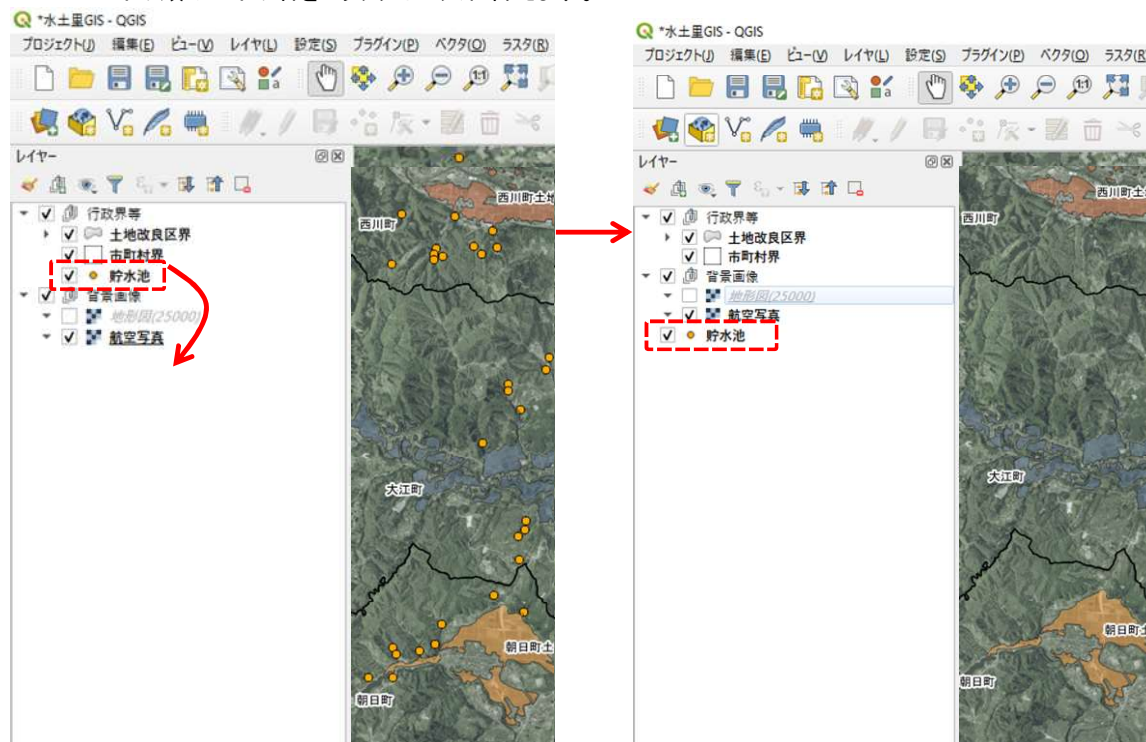 *水土里GIS - QGIS
プロジェクト(J) 編集(E) ビュー(V) レイヤ(L) 設定(S) プラグイン(P) ベクタ(O) ラスタ(R)
1:1
a
レイヤー
行政界等
土地改良区界
市町村界
貯水池
背景画像
地形図(25000)
航空写真
西川町土地
西川町
大江町
朝日町土
朝日町
*水土里GIS - QGIS
プロジェクト(J) 編集(E) ビュー(V) レイヤ(L) 設定(S) プラグイン(P) ベクタ(O) ラスタ(R
1:1
a
レイヤー
行政界等
土地改良区界
市町村界
背景画像
地形図(25000)
航空写真
貯水池
西川町土
西川町
大江町
朝日町土
朝日町